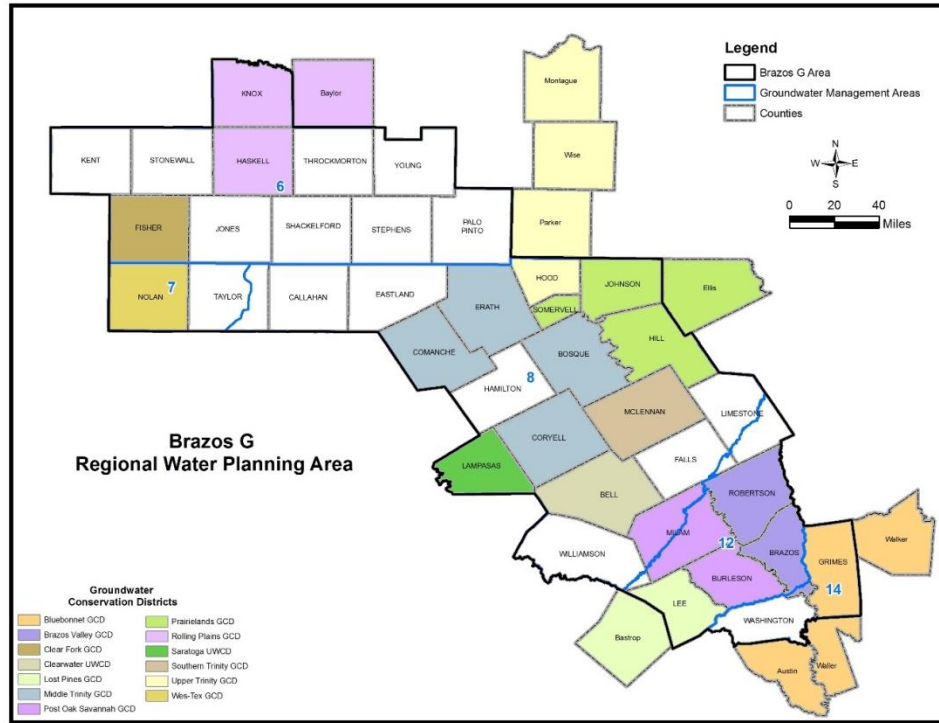 Legend
Brazos G Area
Groundwater Management Areas
Counties
N
W E
S
0 20 40
Miles
Montague
KNOX
Baylor
Wise
KENT
STONEWALL
HASKELL
THROCKMORTON
YOUNG
6
Parker
FISHER
JONES
SHACKELFORD
STEPHENS
PALO
PINTO
NOLAN
7
TAYLOR
CALLAHAN
EASTLAND
ERATH
HOOD
JOHNSON
Ellis
SOMERVELL
COMANCHE
BOSQUE
HILL
HAMILTON
8
MCLENNAN
LIMESTONE
Brazos G
Regional Water Planning Area
LAMPASAS
CORYELL
FALLS
BELL
ROBERTSON
MILAM
12
BRAZOS
WILLIAMSON
BURLESON
GRIMES
14
Walker
LEE
WASHINGTON
Bastrop
Austin
Waller
Groundwater
Conservation Districts
Bluebonnet GCD
Brazos Valley GCD
Clear Fork GCD
Clearwater UWCD
Lost Pines GCD
Middle Trinity GCD
Post Oak Savannah GCD
Prairielands GCD
Rolling Plains GCD
Saratoga UWCD
Southern Trinity GCD
Upper Trinity GCD
Wes-Tex GCD